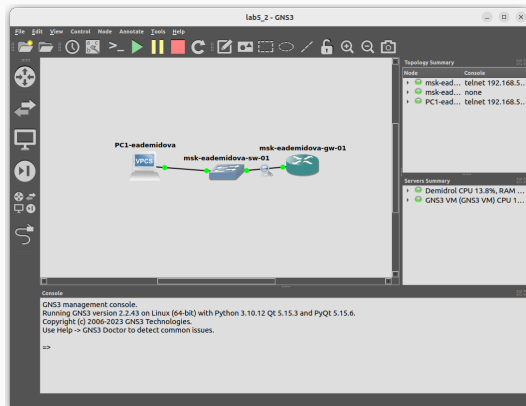 lab5_2 - GNS3
File Edit View Control Node Annotate Tools Help
Topology Summary
Node Console
msk-ead... telnet 192.168.5...
msk-ead... none
PC1-ead... telnet 192.168.5...
PC1-eademidova
VPCS
msk-eademidova-sw-01
msk-eademidova-gw-01
Servers Summary
Demidrol CPU 13.8%, RAM ...
GNS3 VM (GNS3 VM) CPU 1...
Console
GNS3 management console.
Running GNS3 version 2.2.43 on Linux (64-bit) with Python 3.10.12 Qt 5.15.3 and PyQt 5.15.6.
Copyright (c) 2006-2023 GNS3 Technologies.
Use Help -> GNS3 Doctor to detect common issues.
=>